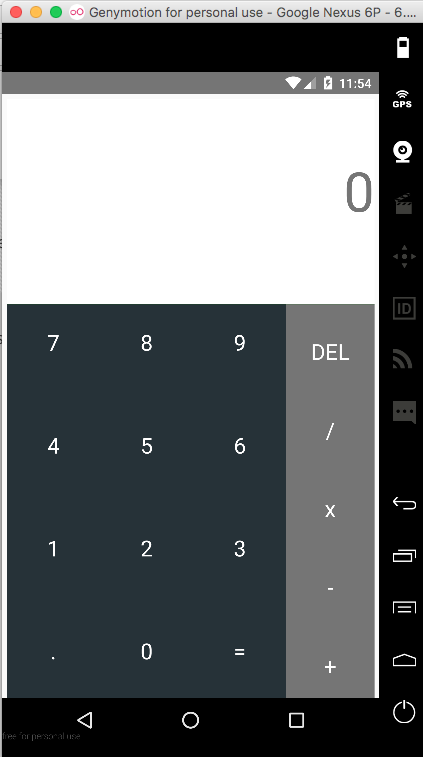 Genymotion for personal use - Google Nexus 6P - 6....
11:54
GPS
0
7 8 9 DEL
/
4 5 6
ID
x
1 2 3
-
. 0 =
+
free for personal use